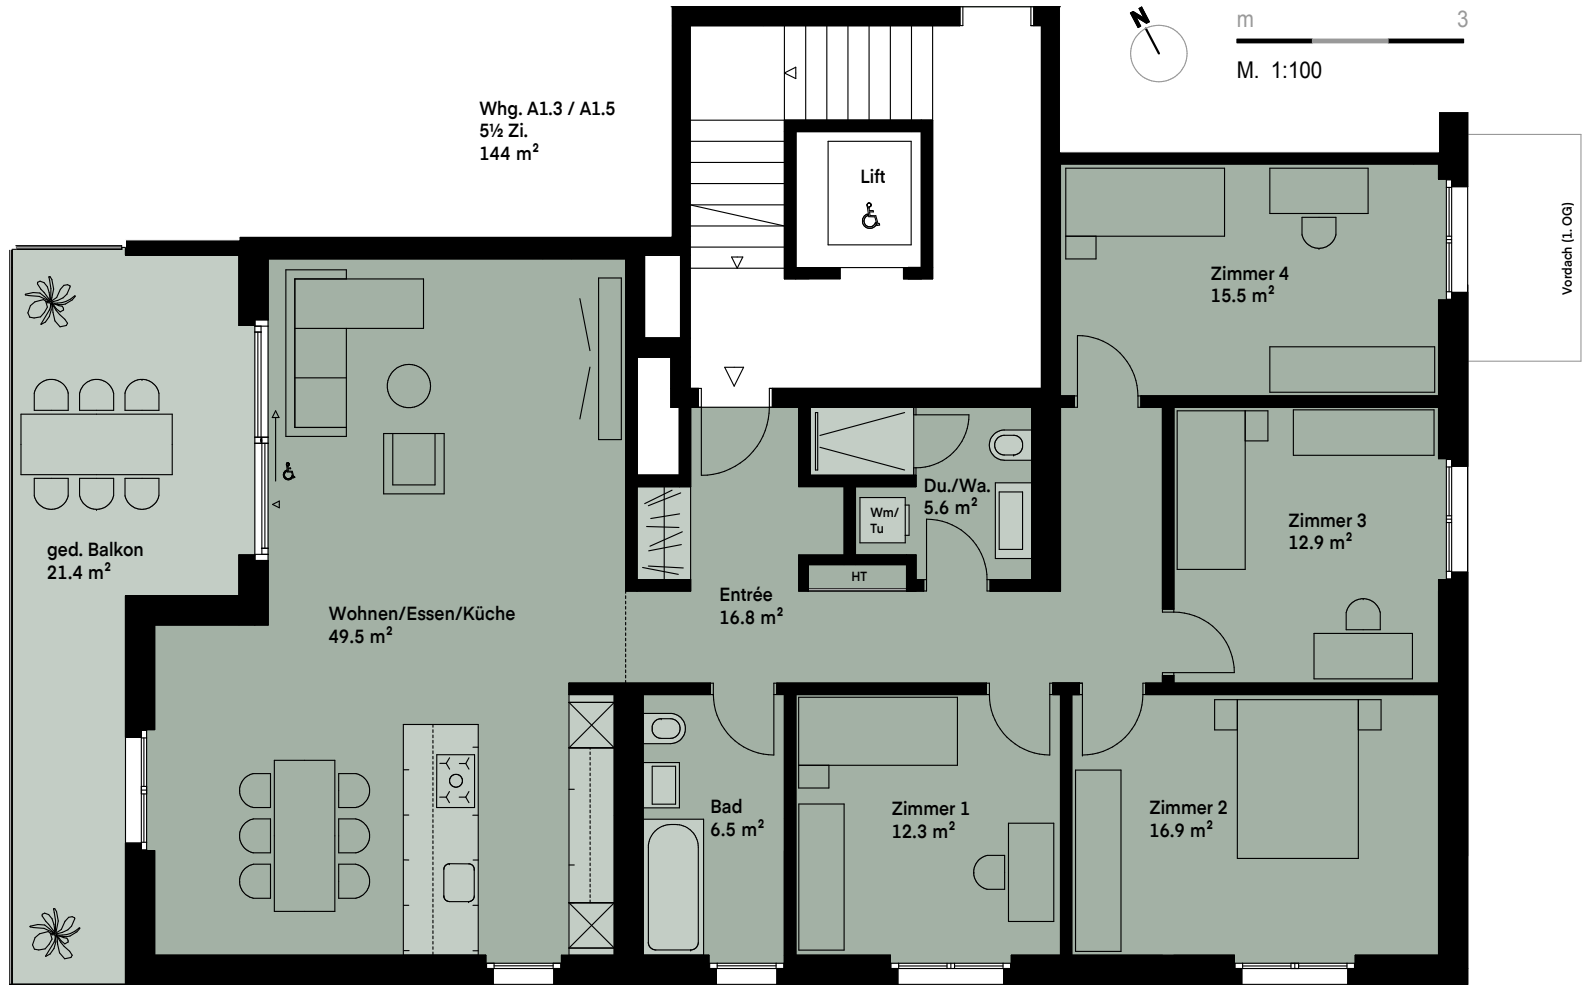 N
m 3
M. 1:100
Whg. A1.3 / A1.5
5½ Zi.
144 m²
Lift
Vordach (1. OG)
Zimmer 4
15.5 m²
Du./Wa.
5.6 m²
Wm/
Tu
Zimmer 3
12.9 m²
ged. Balkon
21.4 m²
HT
Entrée
16.8 m²
Wohnen/Essen/Küche
49.5 m²
Bad
6.5 m²
Zimmer 1
12.3 m²
Zimmer 2
16.9 m²